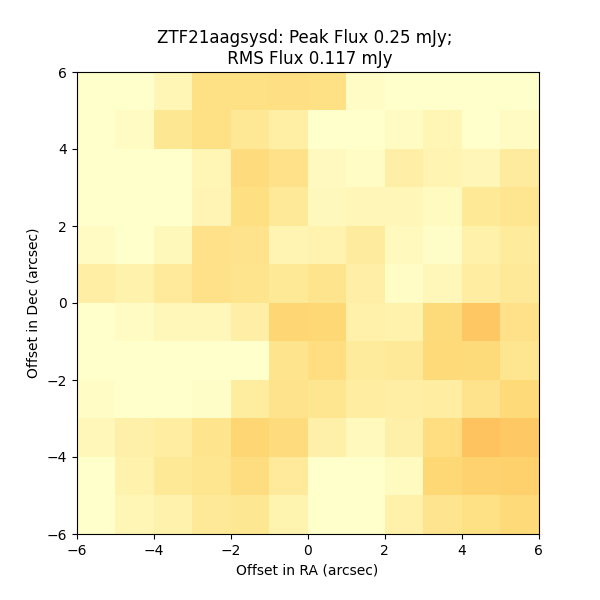 ZTF21aagsysd: Peak Flux 0.25 mJy;
RMS Flux 0.117 mJy
6
4
2
0
−2
−4
−6
Offset in Dec (arcsec)
−6 −4 −2 0 2 4 6
Offset in RA (arcsec)